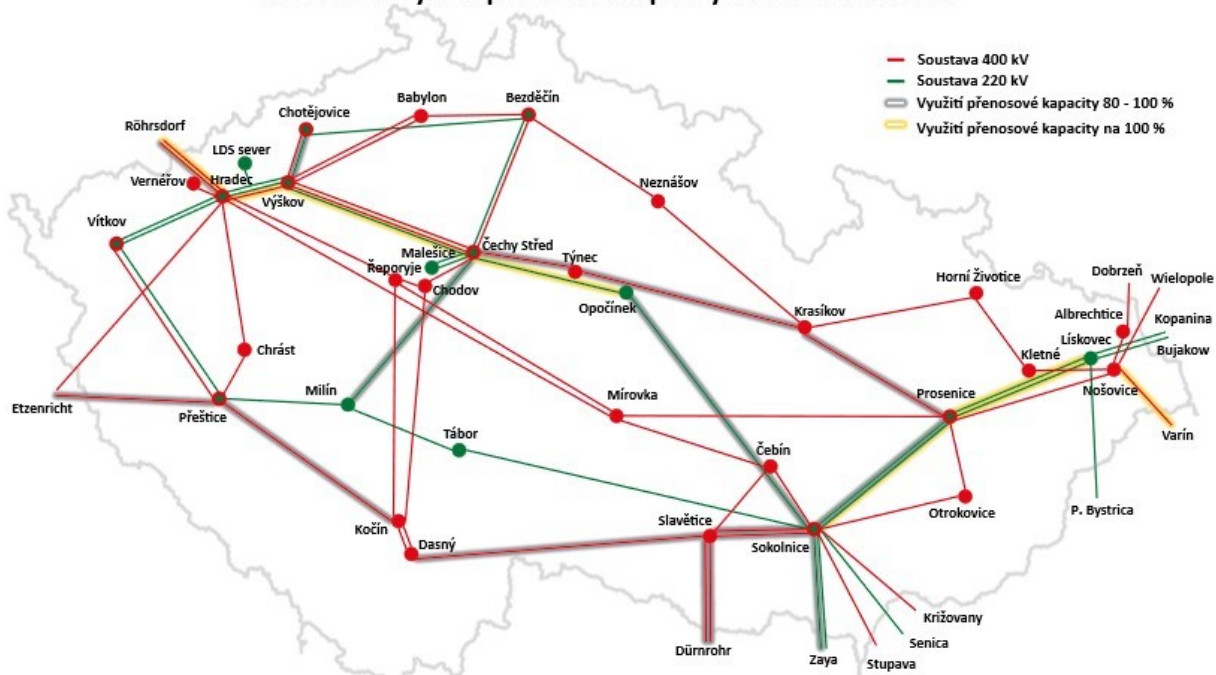 Soustava 400 kV
Soustava 220 kV
Využití přenosové kapacity 80 - 100 %
Využití přenosové kapacity na 100 %
Babylon
Bezděčín
Chotějovice
Röhrsdorf
LDS sever
Vernéřov
Hradec
Výškov
Neznášov
Vítkov
Čechy Střed
Malešice
Týnec
Řeporyje
Chodov
Opočínek
Horní Životice
Dobrzeň
Wielopole
Albrechtice
Kopanina
Krasíkov
Lískovec
Bujakow
Kletné
Chrást
Nošovice
Milín
Mírovka
Prosenice
Etzenricht
Přeštice
Varín
Tábor
Čebín
Otrokovice
P. Bystrica
Slavětice
Kočín
Dasný
Sokolnice
Križovany
Senica
Dürnrohr
Zaya
Stupava